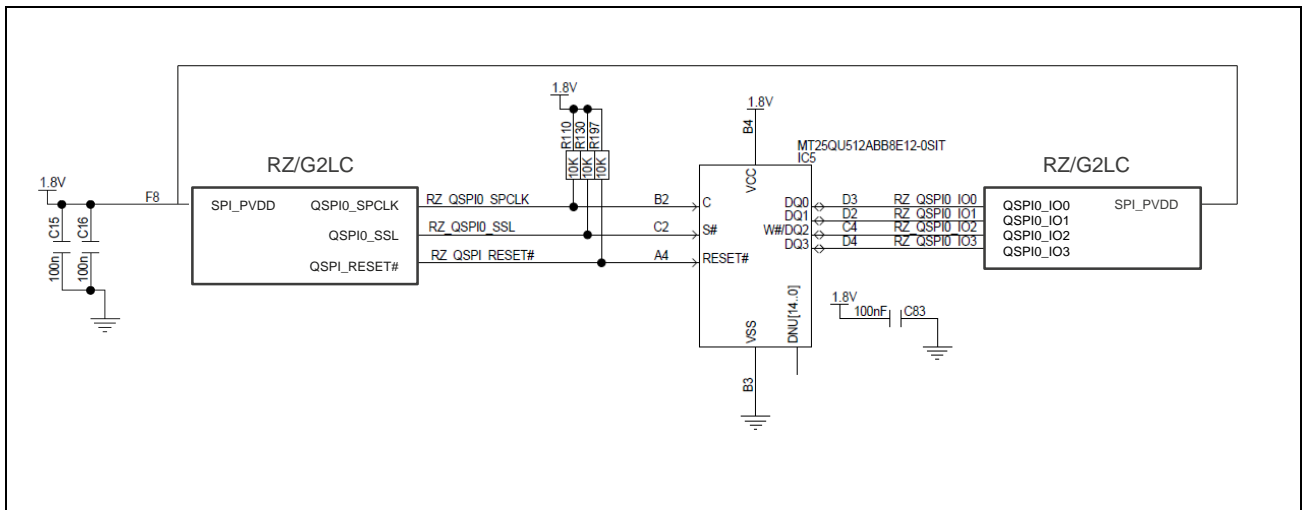 1.8V
1.8V
R110
R130
R197
10K
10K
10K
B4
MT25QU512ABB8E12-0SIT
IC5
RZ/G2LC
RZ/G2LC
1.8V
F8
C15
100n
C16
100n
SPI_PVDD
QSPI0_SPCLK
QSPI0_SSL
QSPI_RESET#
RZ_QSPI0_SPCLK
B2
RZ_QSPI0_SSL
C2
RZ_QSPI_RESET#
A4
VCC
C
S#
RESET#
DQ0
DQ1
W#/DQ2
DQ3
VSS
DNU[14..0]
B3
D3
RZ_QSPI0_IO0
D2
RZ_QSPI0_IO1
C4
RZ_QSPI0_IO2
D4
RZ_QSPI0_IO3
QSPI0_IO0
QSPI0_IO1
QSPI0_IO2
QSPI0_IO3
SPI_PVDD
1.8V
100nF
C83